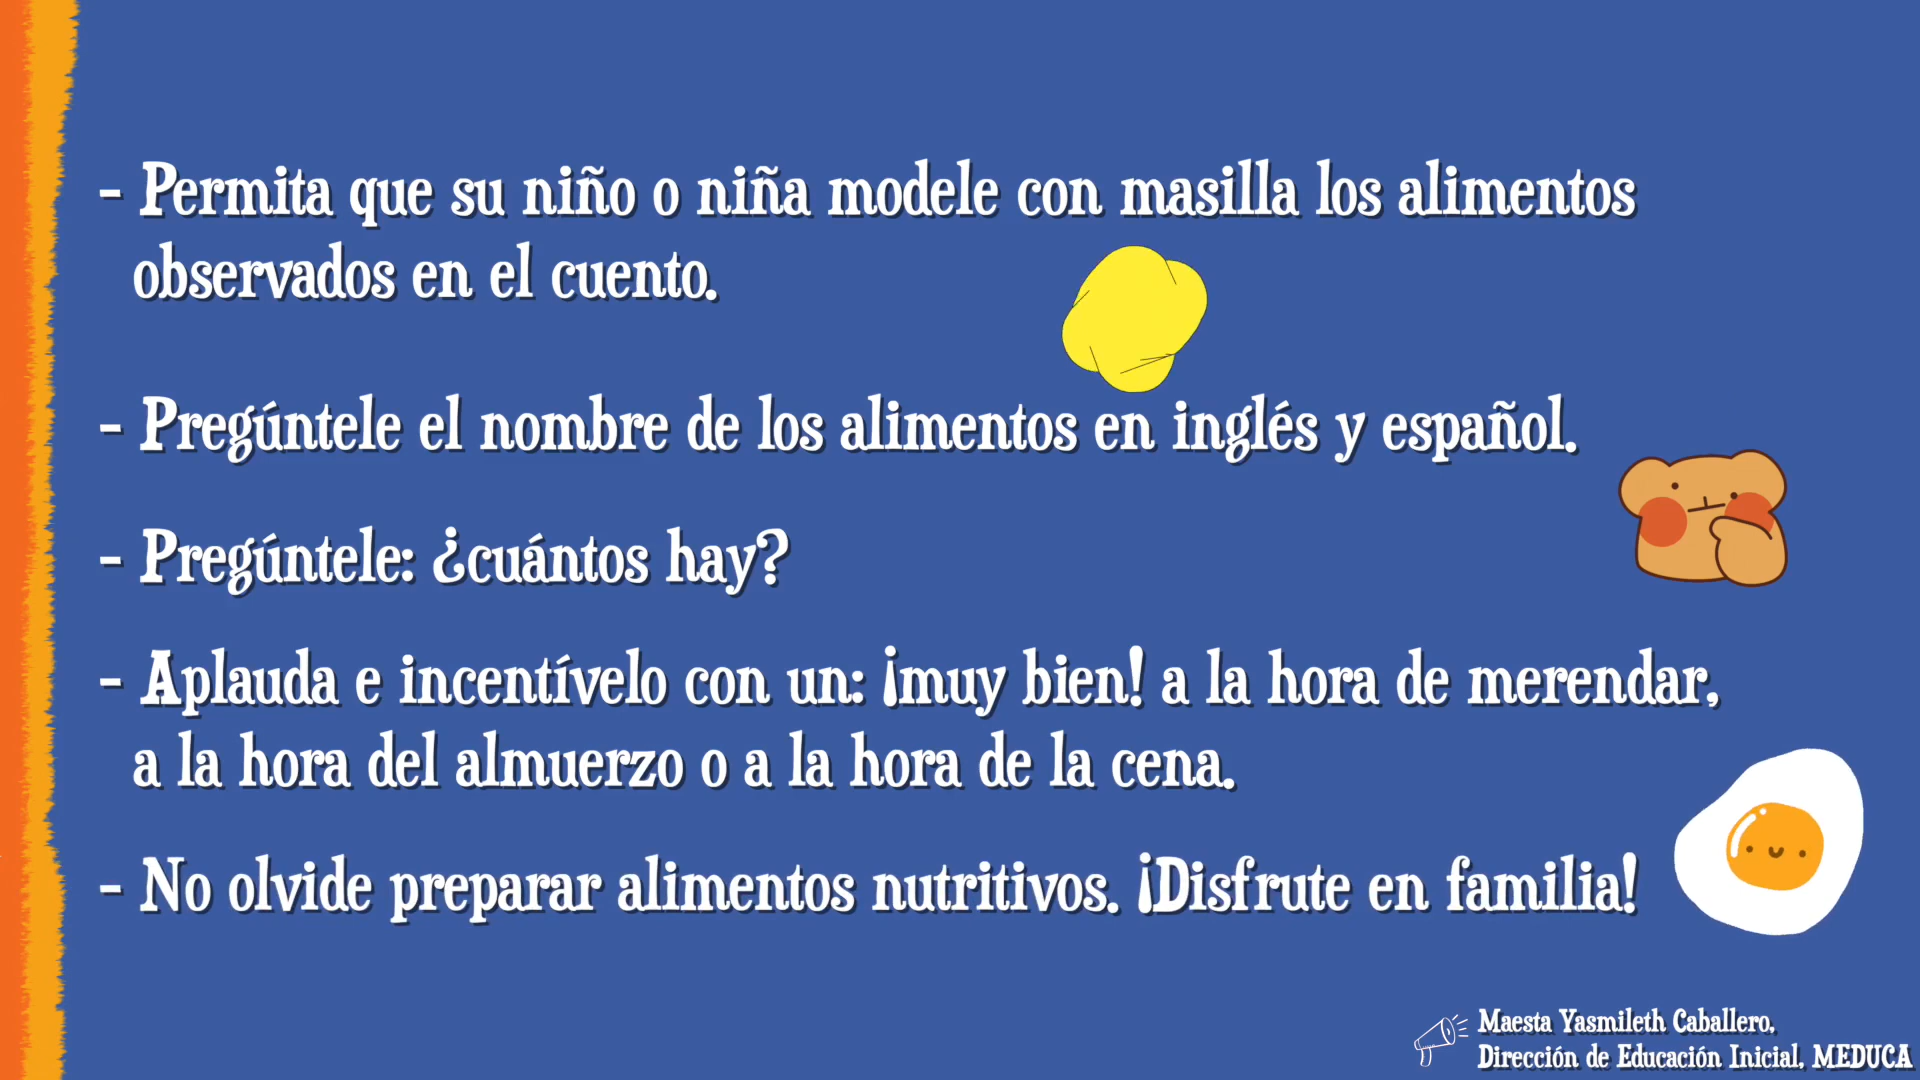 - Permita que su niño o niña modele con masilla los alimentos
observados en el cuento.
- Pregúntele el nombre de los alimentos en inglés y español.
- Pregúntele: ¿cuántos hay?
- Aplauda e incentívelo con un: ¡muy bien! a la hora de merendar,
a la hora del almuerzo o a la hora de la cena.
- No olvide preparar alimentos nutritivos. ¡Disfrute en familia!
Maesta Yasmileth Caballero,
Dirección de Educación Inicial, MEDUCA